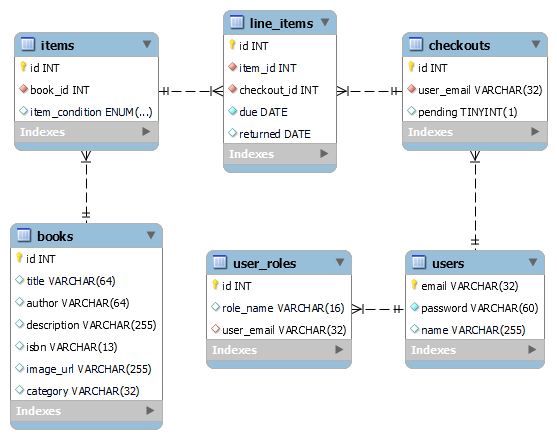 items
id INT
book_id INT
item_condition ENUM(...)
Indexes
line_items
id INT
item_id INT
checkout_id INT
due DATE
returned DATE
Indexes
checkouts
id INT
user_email VARCHAR(32)
pending TINYINT(1)
Indexes
books
id INT
title VARCHAR(64)
author VARCHAR(64)
description VARCHAR(255)
isbn VARCHAR(13)
image_url VARCHAR(255)
category VARCHAR(32)
Indexes
user_roles
id INT
role_name VARCHAR(16)
user_email VARCHAR(32)
Indexes
users
email VARCHAR(32)
password VARCHAR(60)
name VARCHAR(255)
Indexes